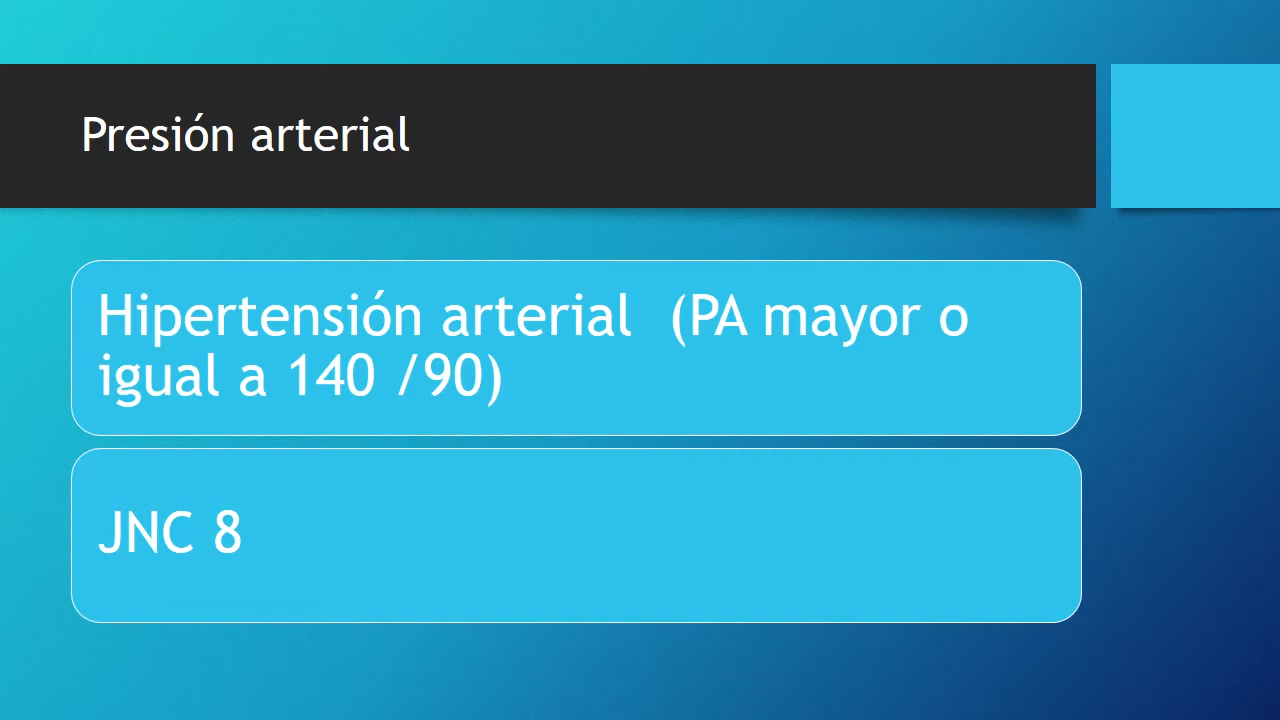 Presión arterial
Hipertensión arterial  (PA mayor o
igual a 140 /90)
JNC 8